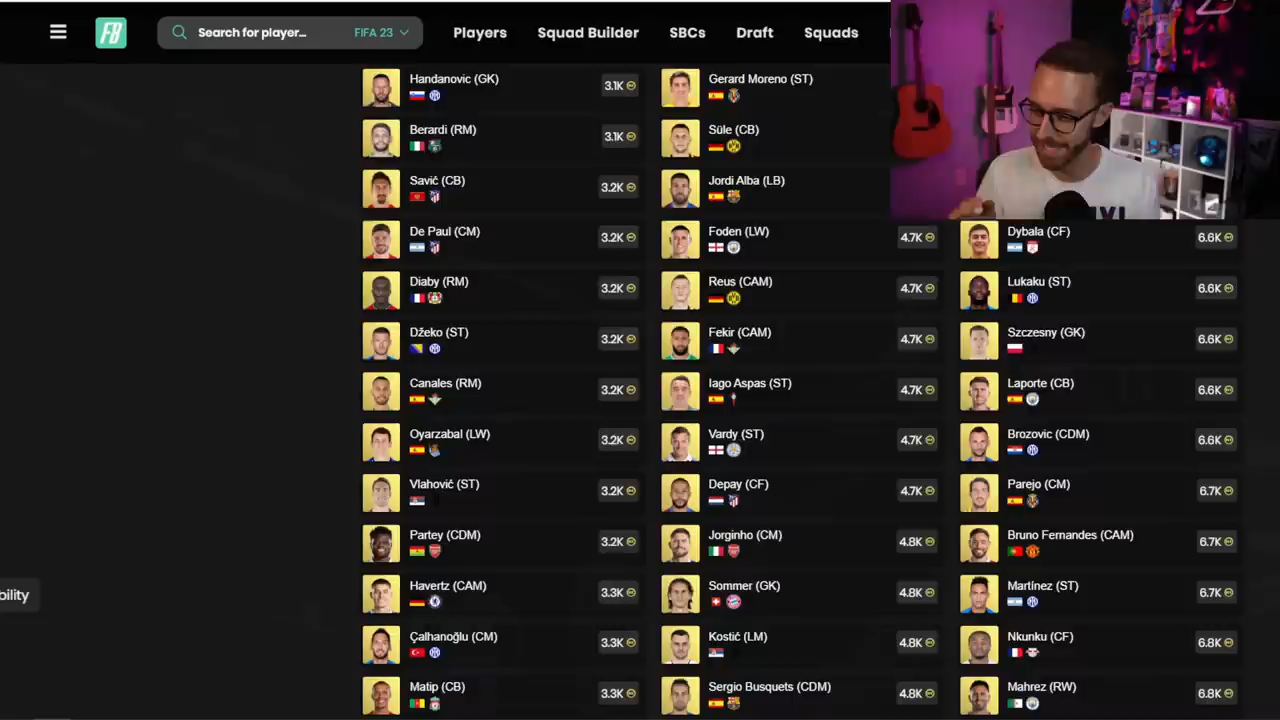 FB
Search for player...
FIFA 23
Players
Squad Builder
SBCs
Draft
Squads
Handanovic (GK)
3.1K
Berardi (RM)
3.1K
Savić (CB)
3.2K
De Paul (CM)
3.2K
Diaby (RM)
3.2K
Džeko (ST)
3.2K
Canales (RM)
3.2K
Oyarzabal (LW)
3.2K
Vlahović (ST)
3.2K
Partey (CDM)
3.2K
Havertz (CAM)
3.3K
Çalhanoğlu (CM)
3.3K
Matip (CB)
3.3K
Gerard Moreno (ST)
Süle (CB)
Jordi Alba (LB)
Foden (LW)
4.7K
Reus (CAM)
4.7K
Fekir (CAM)
4.7K
Iago Aspas (ST)
4.7K
Vardy (ST)
4.7K
Depay (CF)
4.7K
Jorginho (CM)
4.8K
Sommer (GK)
4.8K
Kostić (LM)
4.8K
Sergio Busquets (CDM)
4.8K
Dybala (CF)
6.6K
Lukaku (ST)
6.6K
Szczesny (GK)
6.6K
Laporte (CB)
6.6K
Brozovic (CDM)
6.6K
Parejo (CM)
6.7K
Bruno Fernandes (CAM)
6.7K
Martínez (ST)
6.7K
Nkunku (CF)
6.8K
Mahrez (RW)
6.8K
bility